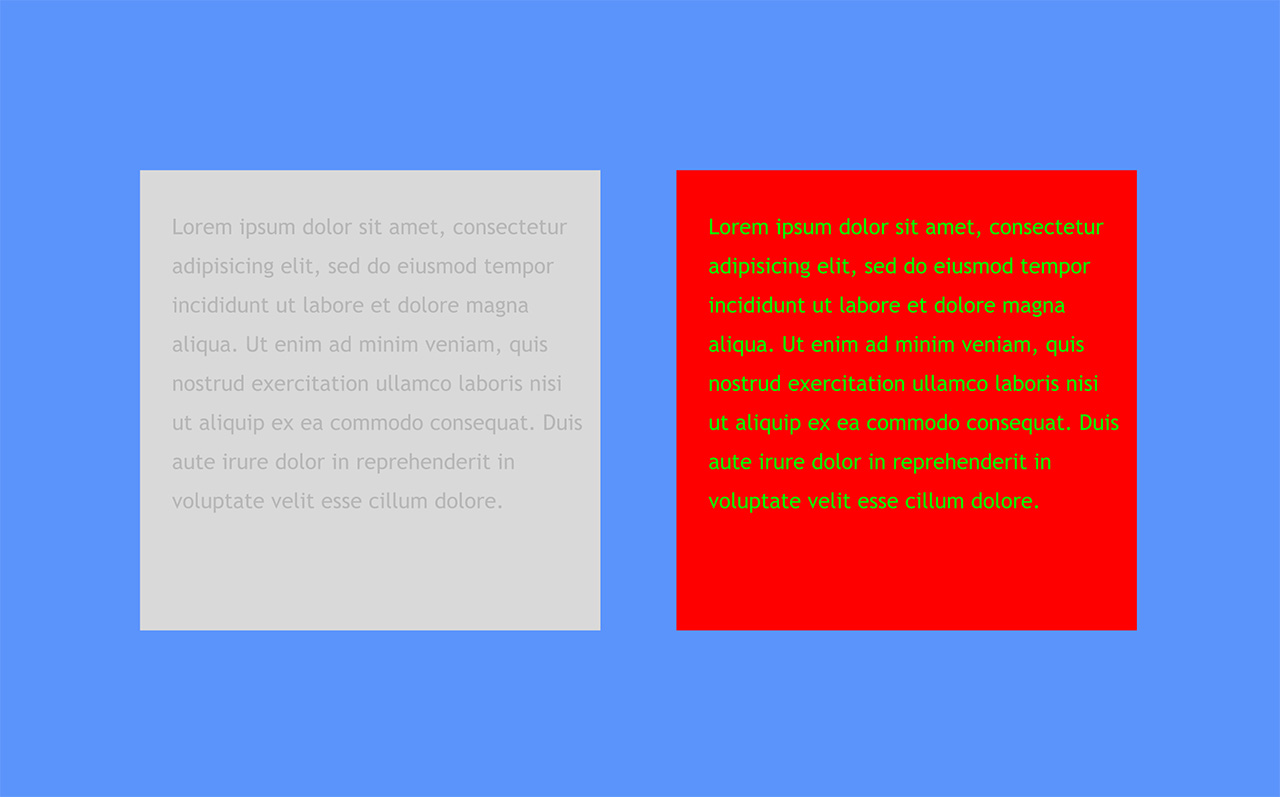 Lorem ipsum dolor sit amet, consectetur
adipisicing elit, sed do eiusmod tempor
incididunt ut labore et dolore magna
aliqua. Ut enim ad minim veniam, quis
nostrud exercitation ullamco laboris nisi
ut aliquip ex ea commodo consequat. Duis
aute irure dolor in reprehenderit in
voluptate velit esse cillum dolore.
Lorem ipsum dolor sit amet, consectetur
adipisicing elit, sed do eiusmod tempor
incididunt ut labore et dolore magna
aliqua. Ut enim ad minim veniam, quis
nostrud exercitation ullamco laboris nisi
ut aliquip ex ea commodo consequat. Duis
aute irure dolor in reprehenderit in
voluptate velit esse cillum dolore.